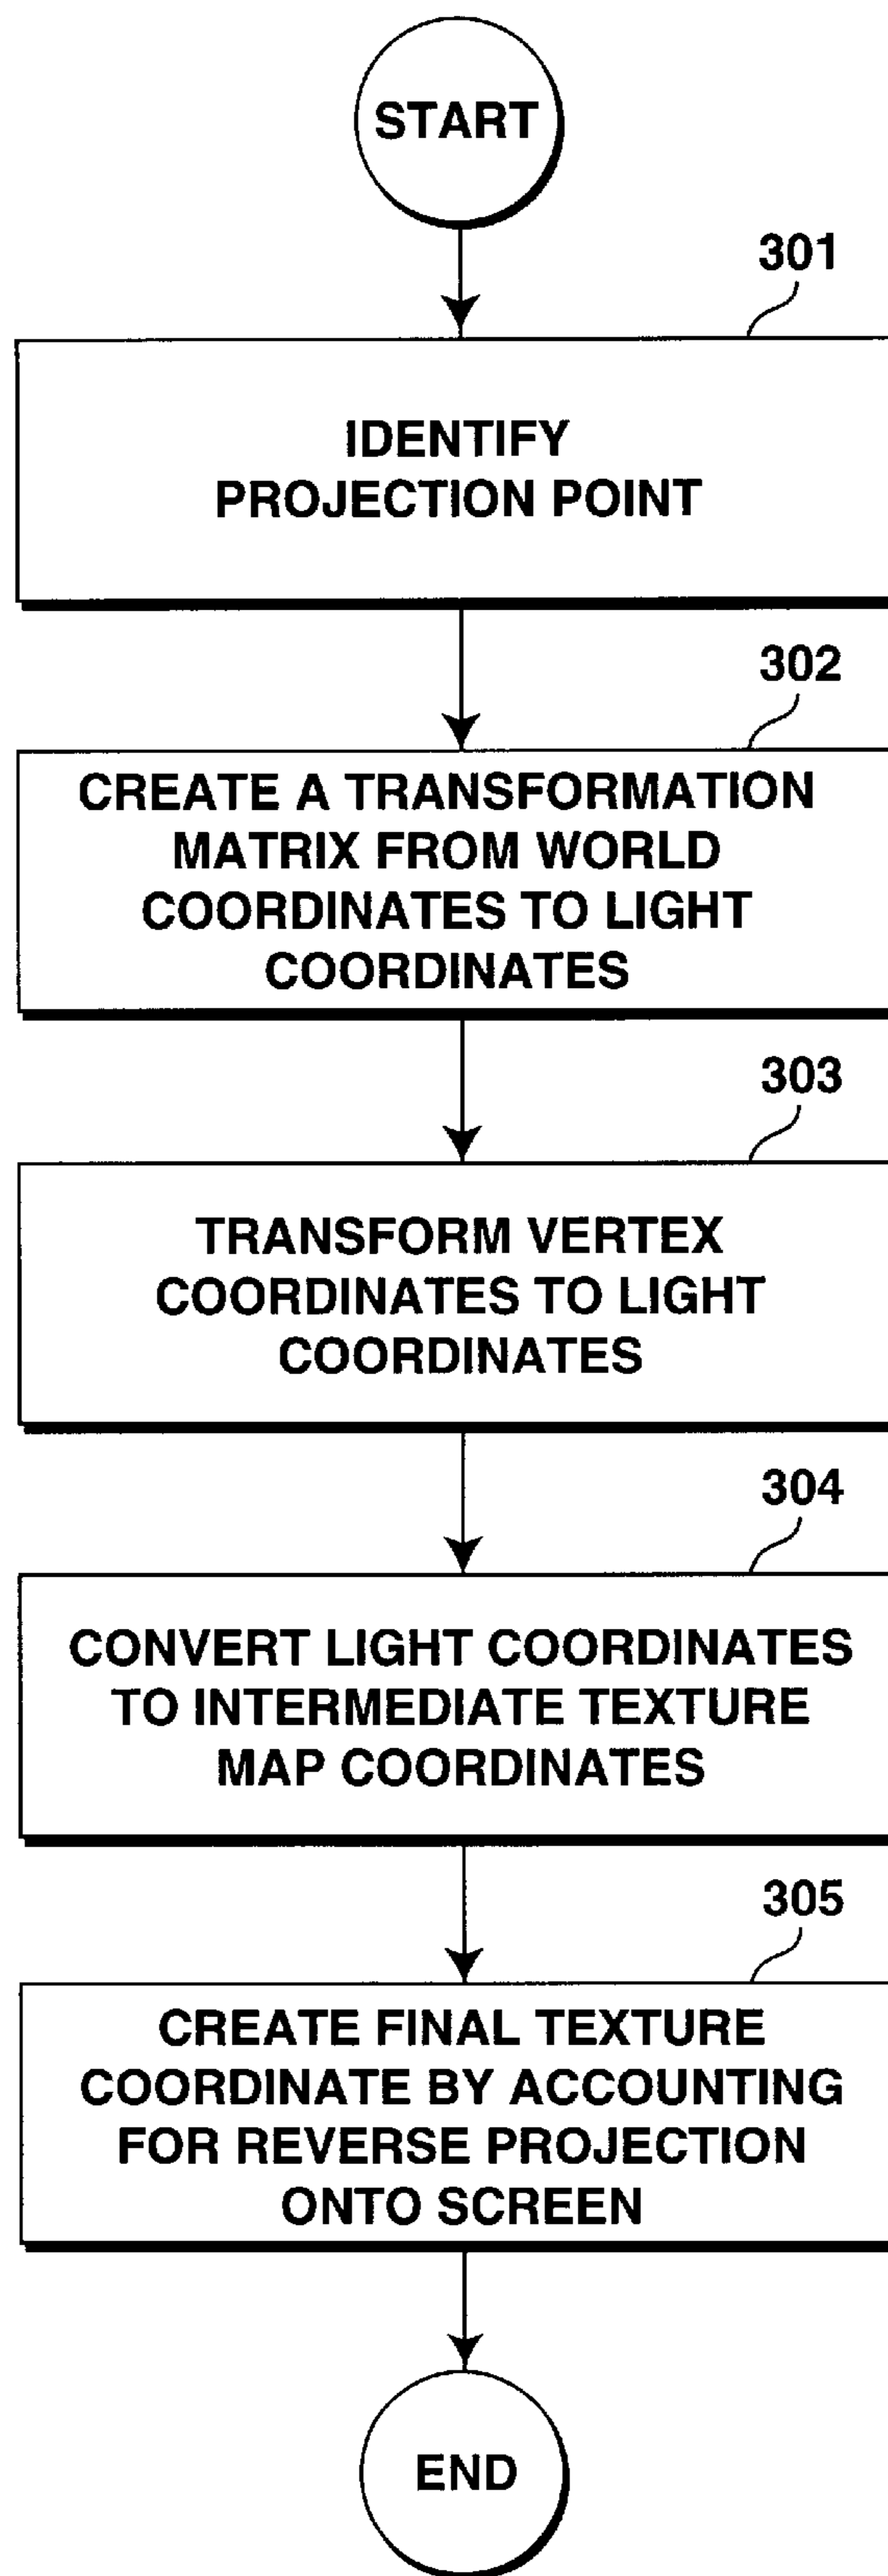 START
301
IDENTIFY
PROJECTION POINT
302
CREATE A TRANSFORMATION
MATRIX FROM WORLD
COORDINATES TO LIGHT
COORDINATES
303
TRANSFORM VERTEX
COORDINATES TO LIGHT
COORDINATES
304
CONVERT LIGHT COORDINATES
TO INTERMEDIATE TEXTURE
MAP COORDINATES
305
CREATE FINAL TEXTURE
COORDINATE BY ACCOUNTING
FOR REVERSE PROJECTION
ONTO SCREEN
END